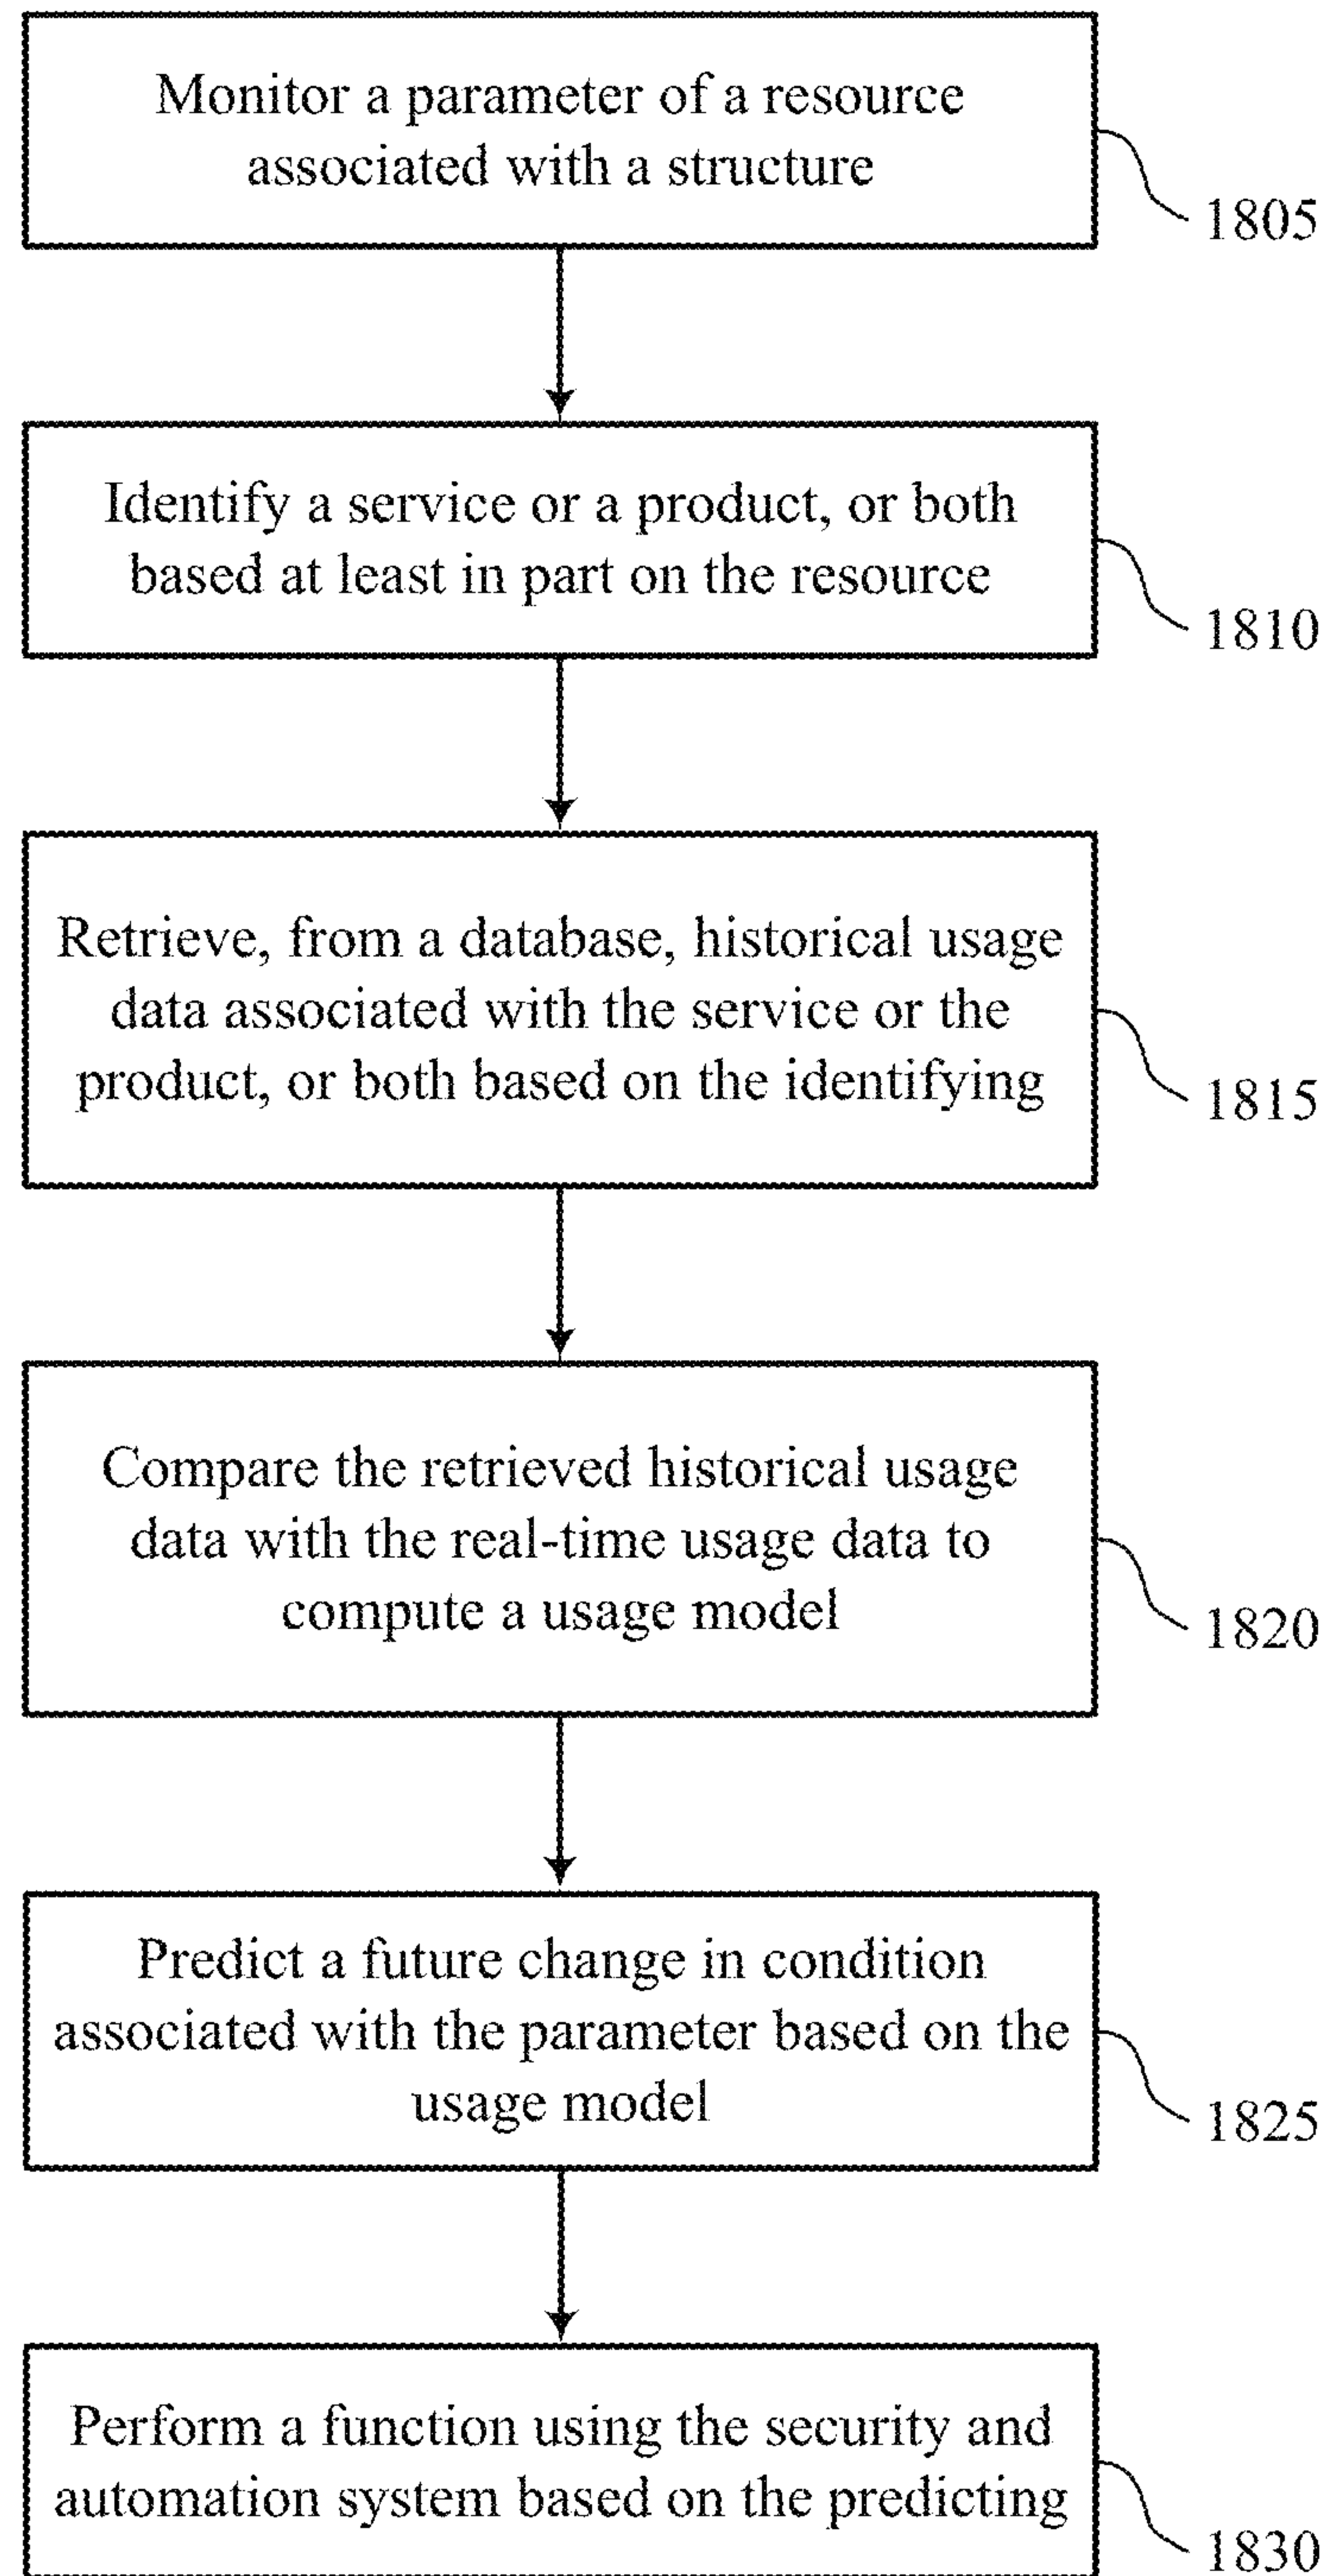 Monitor a parameter of a resource
associated with a structure
1805
Identify a service or a product, or both
based at least in part on the resource
1810
Retrieve, from a database, historical usage
data associated with the service or the
product, or both based on the identifying
1815
Compare the retrieved historical usage
data with the real-time usage data to
compute a usage model
1820
Predict a future change in condition
associated with the parameter based on the
usage model
1825
Perform a function using the security and
automation system based on the predicting
1830